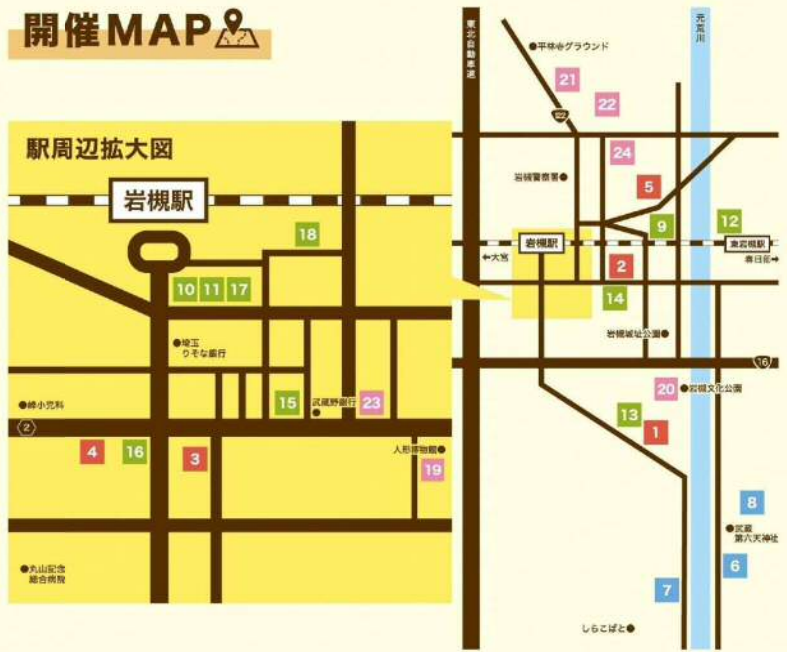 開催MAP
駅周辺拡大図
岩槻駅
18
10 11 17
●埼玉
りそな銀行
●峰小児科
15
武蔵野銀行
●
23
2
4
16
3
人形博物館●
19
●丸山記念
総合病院
東北自動車道
元荒川
●平林寺グラウンド
21
22
122
24
岩槻警察署●
5
9
12
岩槻駅
東岩槻駅
←大宮
春日部→
2
14
岩槻城址公園●
16
20
●岩槻文化公園
13
1
8
●武蔵
第六天神社
6
7
しらこばと●